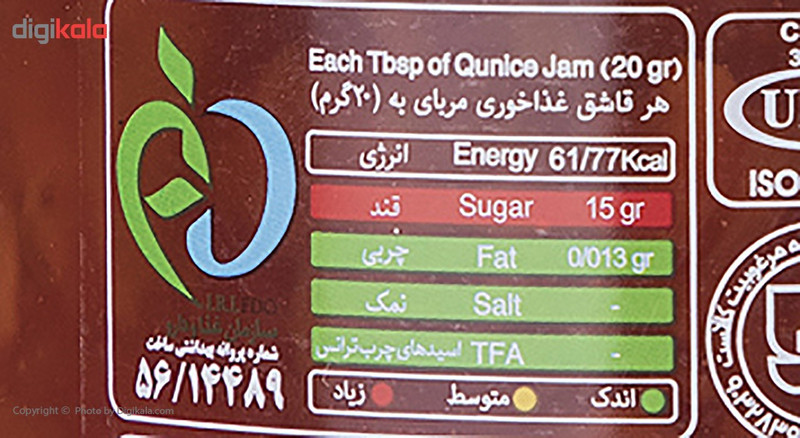 digikala
Each Tbsp of Qunice Jam (20 gr)
هر قاشق غذاخوری مربای به (۲۰گرم)
انرژی Energy 61/77Kcal
قند Sugar 15 gr
چربی Fat 0/013 gr
نمک Salt -
اسیدهای چرب ترانس TFA -
اندک متوسط زیاد
I.R.I.FDO
سازمان غذا و دارو
شماره پروانه بهداشتی ساخت
۵۶/۱۴۴۸۹
ISO
Copyright © Photo by Digikala.com